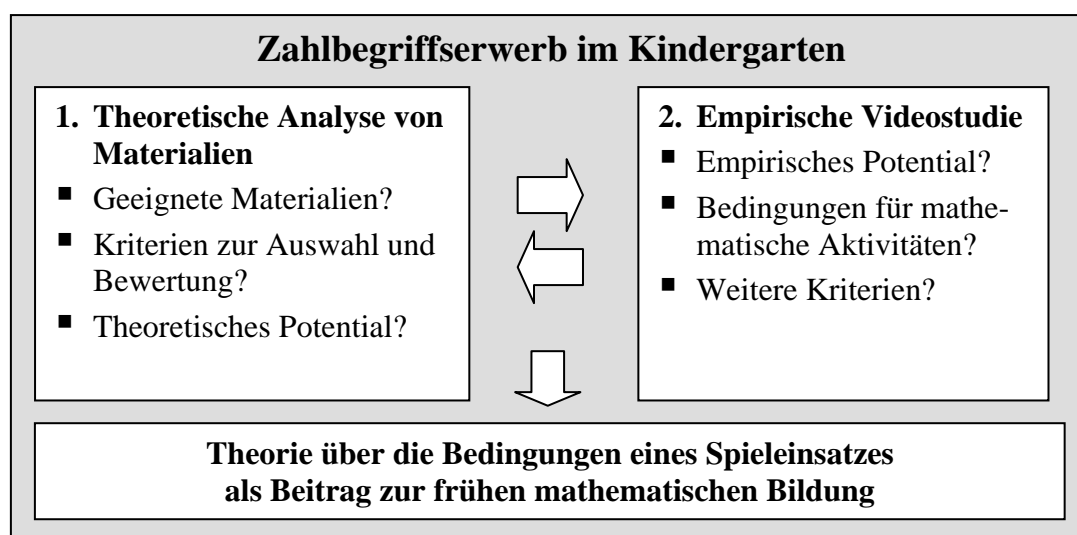 Zahlbegriffserwerb im Kindergarten
1. Theoretische Analyse von
Materialien
▪ Geeignete Materialien?
▪ Kriterien zur Auswahl und
Bewertung?
▪ Theoretisches Potential?
2. Empirische Videostudie
▪ Empirisches Potential?
▪ Bedingungen für mathe-
matische Aktivitäten?
▪ Weitere Kriterien?
Theorie über die Bedingungen eines Spieleinsatzes
als Beitrag zur frühen mathematischen Bildung